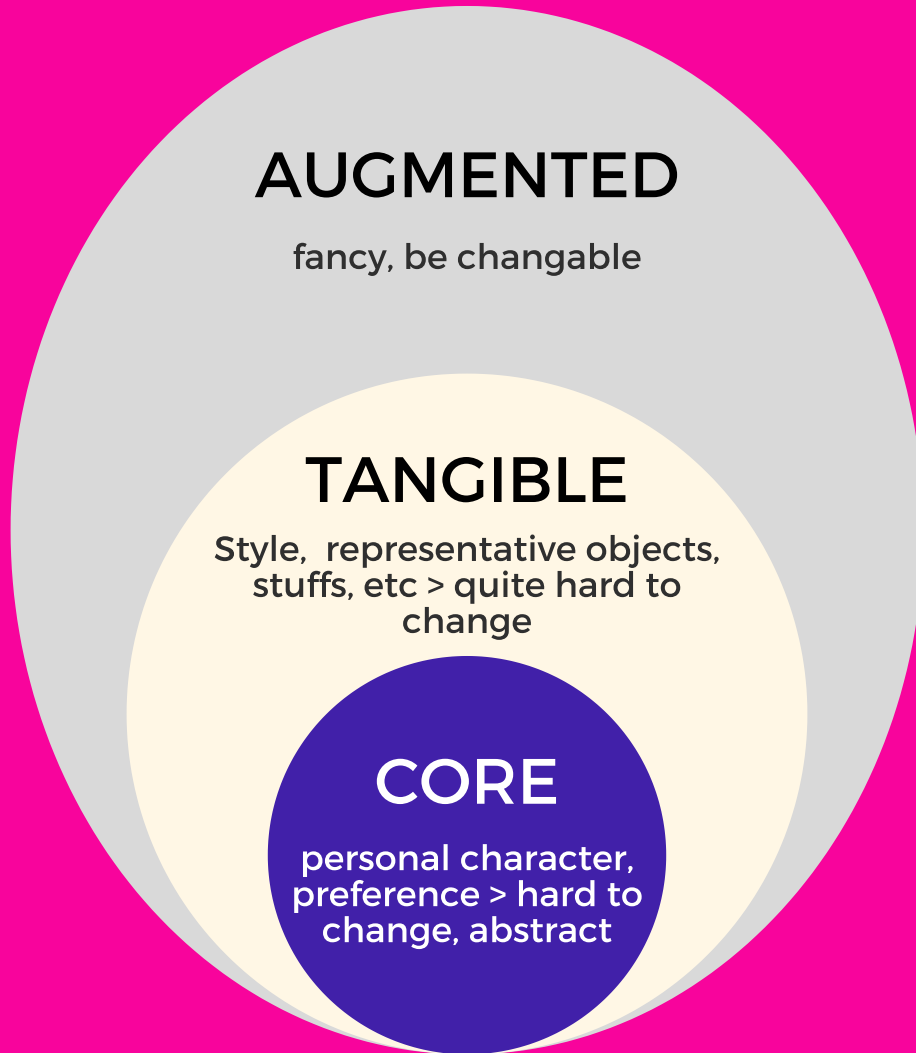 AUGMENTED
fancy, be changable
TANGIBLE
Style, representative objects,
stuffs, etc > quite hard to
change
CORE
personal character,
preference > hard to
change, abstract